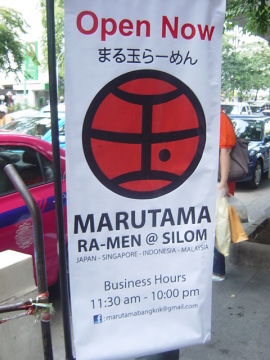 Open Now
まる玉らーめん
玉
MARUTAMA
RA-MEN @ SILOM
JAPAN - SINGAPORE - INDONESIA - MALAYSIA
Business Hours
11:30 am - 10:00 pm
f :marutamabangkok@gmail.com